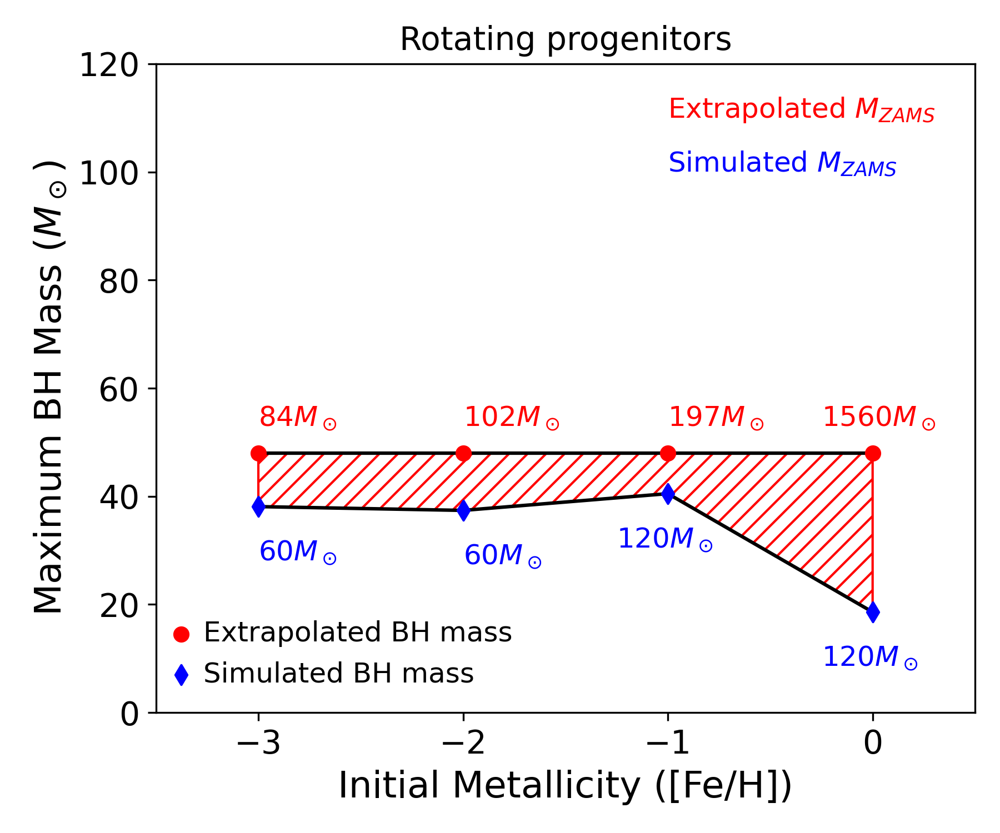 Rotating progenitors
120
100
80
60
40
20
0
Maximum BH Mass (M⊙)
Extrapolated M_ZAMS
Simulated M_ZAMS
84M⊙
102M⊙
197M⊙
1560M⊙
60M⊙
60M⊙
120M⊙
120M⊙
Extrapolated BH mass
Simulated BH mass
−3
−2
−1
0
Initial Metallicity ([Fe/H])